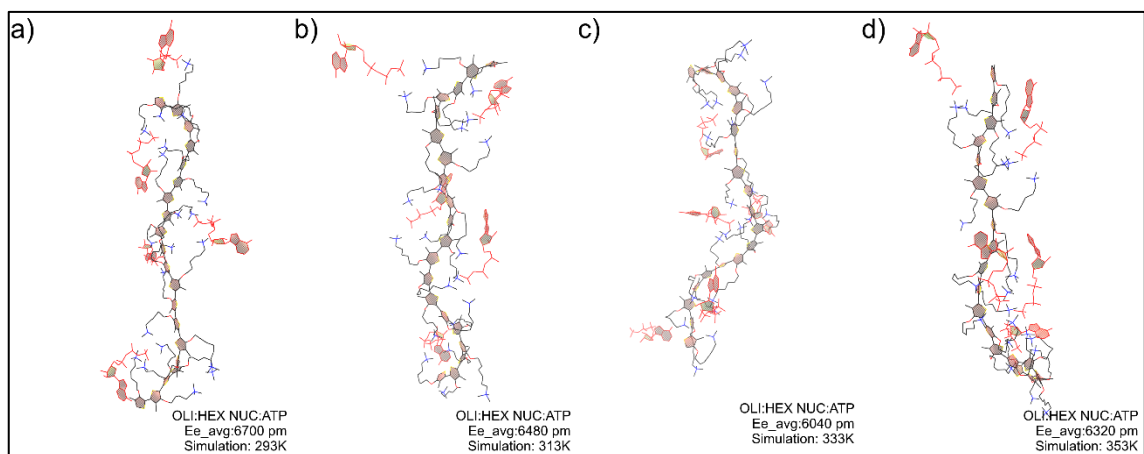 a)
b)
c)
d)
OLI:HEX NUC:ATP
Ee_avg:6700 pm
Simulation: 293K
OLI:HEX NUC:ATP
Ee_avg:6480 pm
Simulation: 313K
OLI:HEX NUC:ATP
Ee_avg:6040 pm
Simulation: 333K
OLI:HEX NUC:ATP
Ee_avg:6320 pm
Simulation: 353K